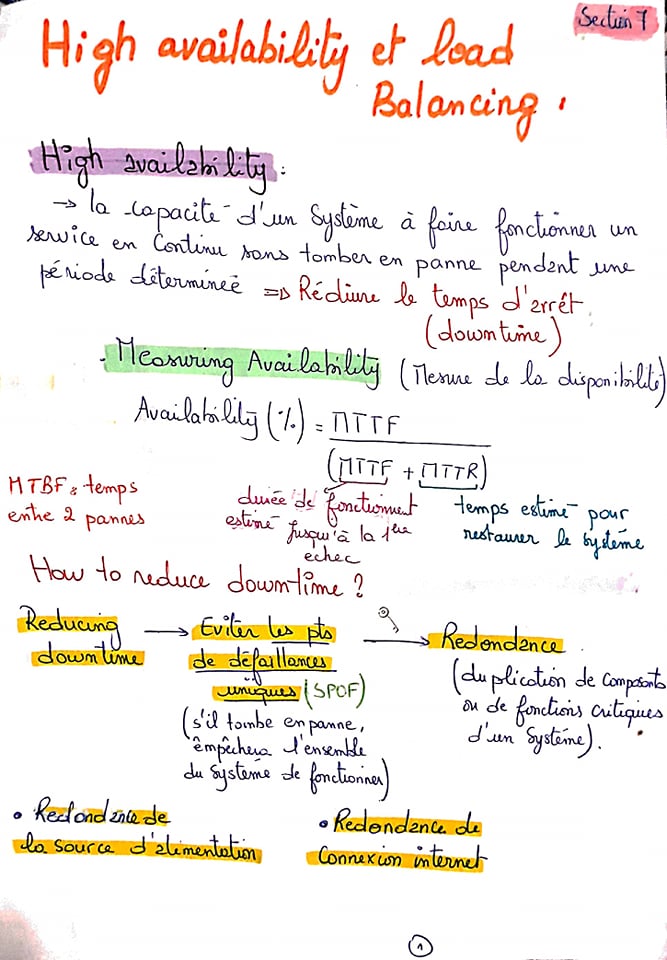 Section 7
High availability et load
Balancing.
High availability :
→ la capacité d'un Système à faire fonctionner un
service en Continu sans tomber en panne pendant une
période déterminée => Réduire le temps d'arrêt.
(downtime)
- Measuring Availability (Mesure de la disponibilité)
Availability (%) = MTTF
(MTTF + MTTR)
MTBF : temps
entre 2 pannes
durée de fonctionment
estimé jusqu'à la 1ère
echec
temps estimé pour
restaurer le système
How to reduce downtime ?
Reducing
downtime
→ Eviter les pts
de défaillances
uniques (SPOF)
(s'il tombe en panne,
empêchera l'ensemble
du système de fonctionner)
→ Redondance
(duplication de composants
ou de fonctions critiques
d'un Système).
• Redondance de
la source d'alimentation
• Redondance de
Connexion internet
1